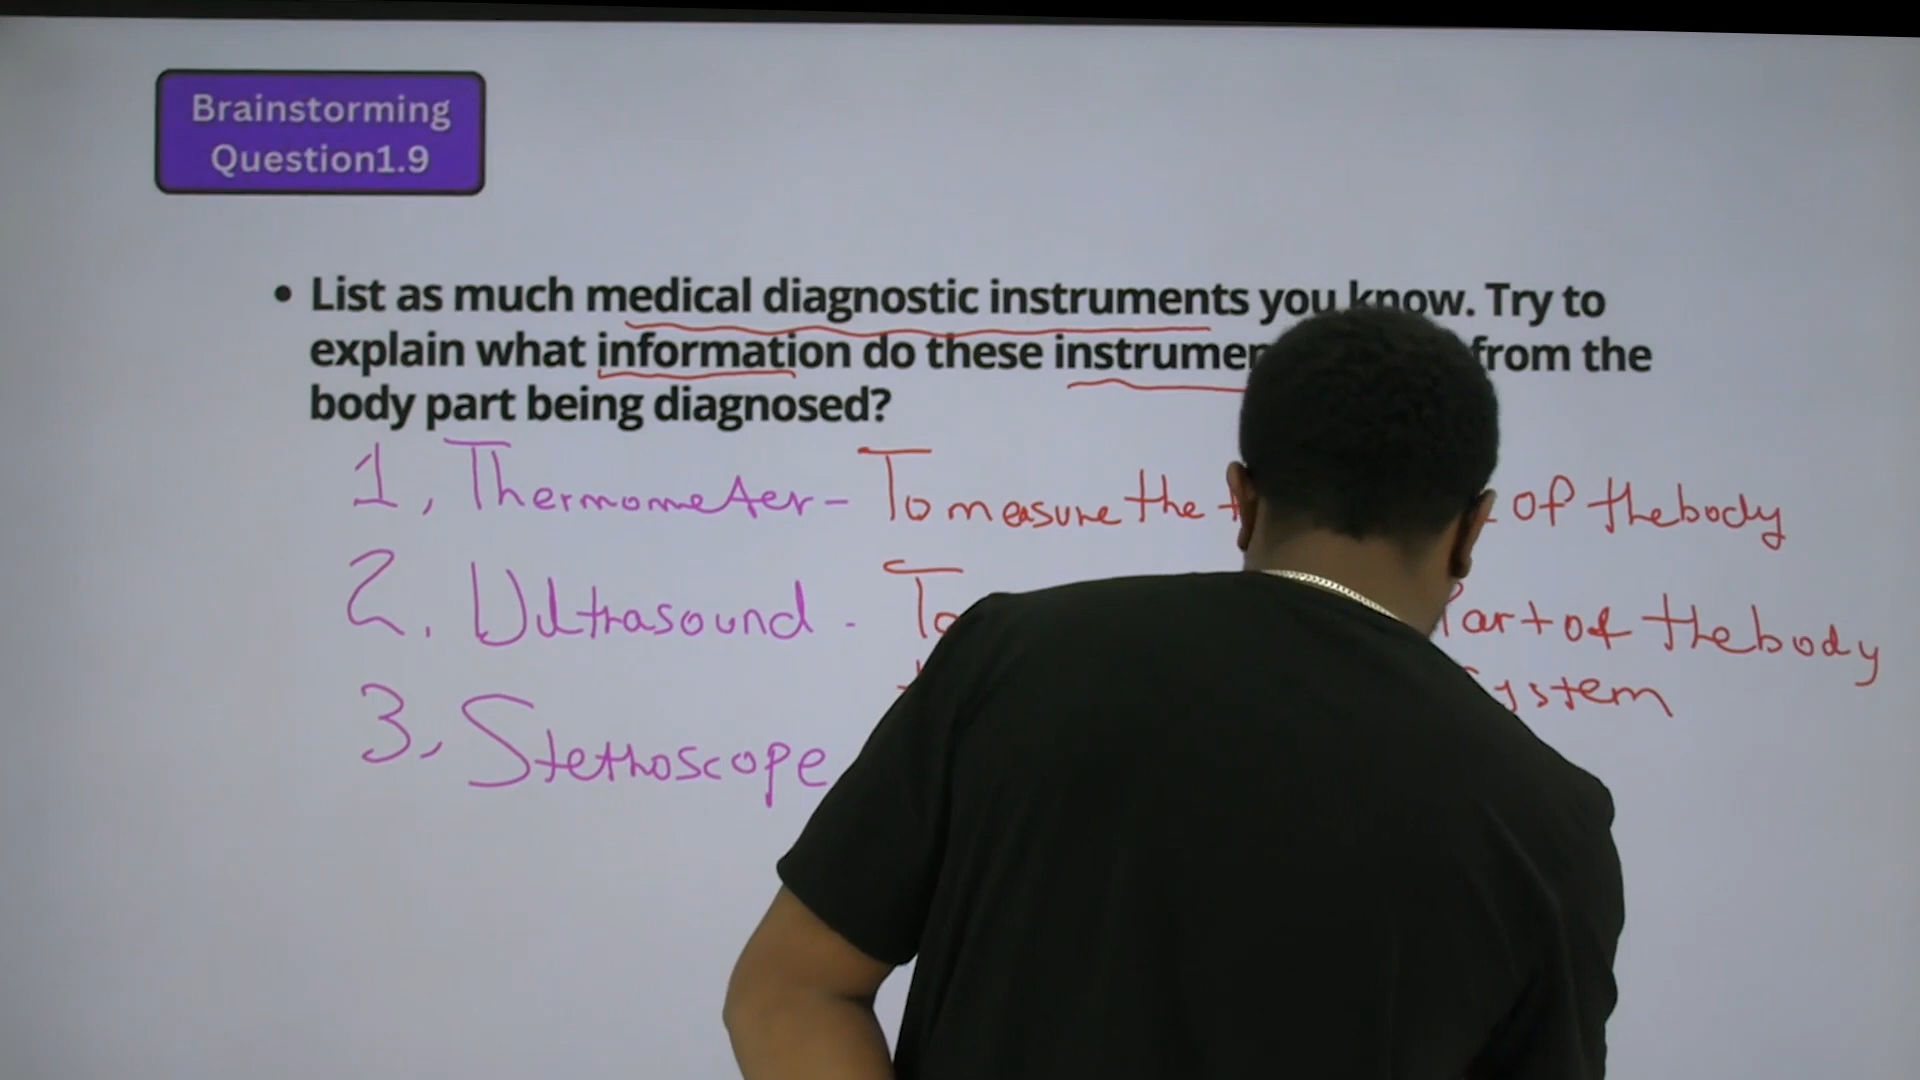 Brainstorming
Question1.9
• List as much medical diagnostic instruments you know. Try to
explain what information do these from the
body part being diagnosed?
1, Thermometer - To measure the of the body
2. Ultrasound - To Part of the body
System
3, Stethoscope